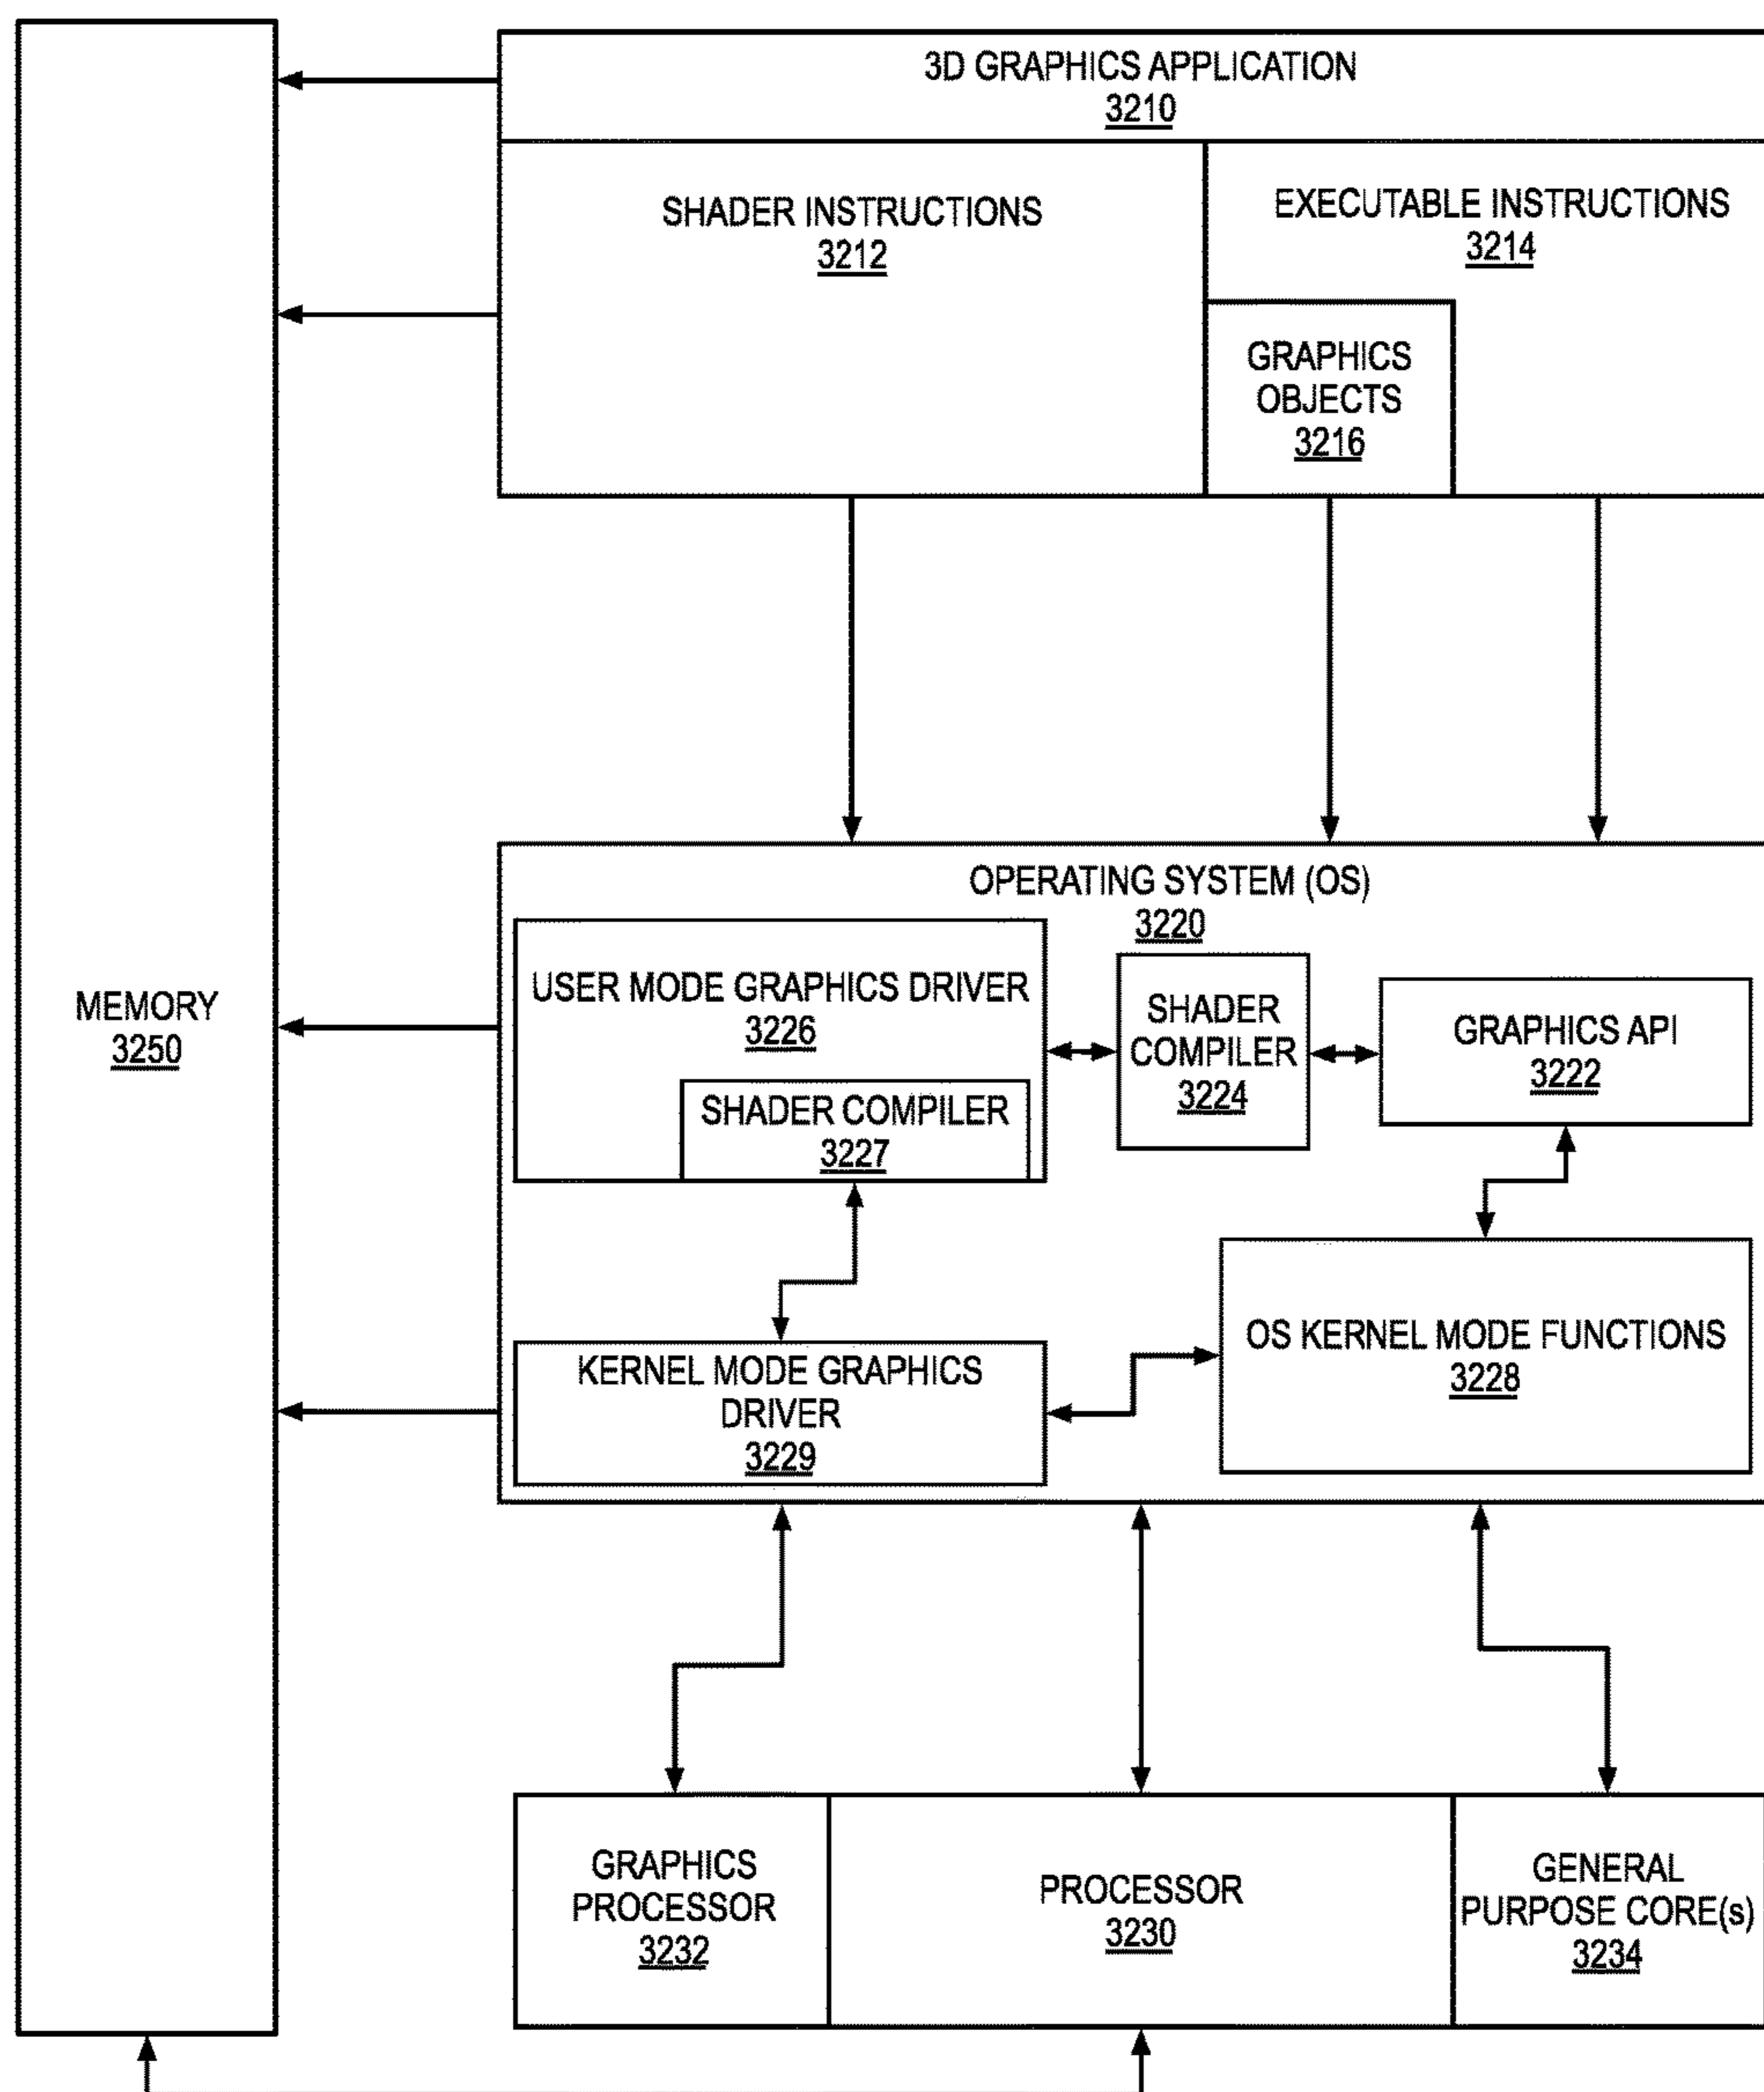 3D GRAPHICS APPLICATION
3210
SHADER INSTRUCTIONS
3212
EXECUTABLE INSTRUCTIONS
3214
GRAPHICS
OBJECTS
3216
MEMORY
3250
OPERATING SYSTEM (OS)
3220
USER MODE GRAPHICS DRIVER
3226
SHADER COMPILER
3227
SHADER
COMPILER
3224
GRAPHICS API
3222
KERNEL MODE GRAPHICS
DRIVER
3229
OS KERNEL MODE FUNCTIONS
3228
GRAPHICS
PROCESSOR
3232
PROCESSOR
3230
GENERAL
PURPOSE CORE(s)
3234